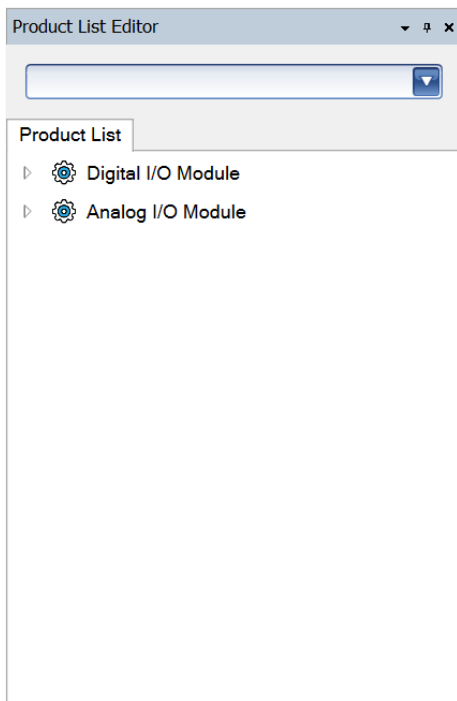 Product List Editor
Product List
Digital I/O Module
Analog I/O Module